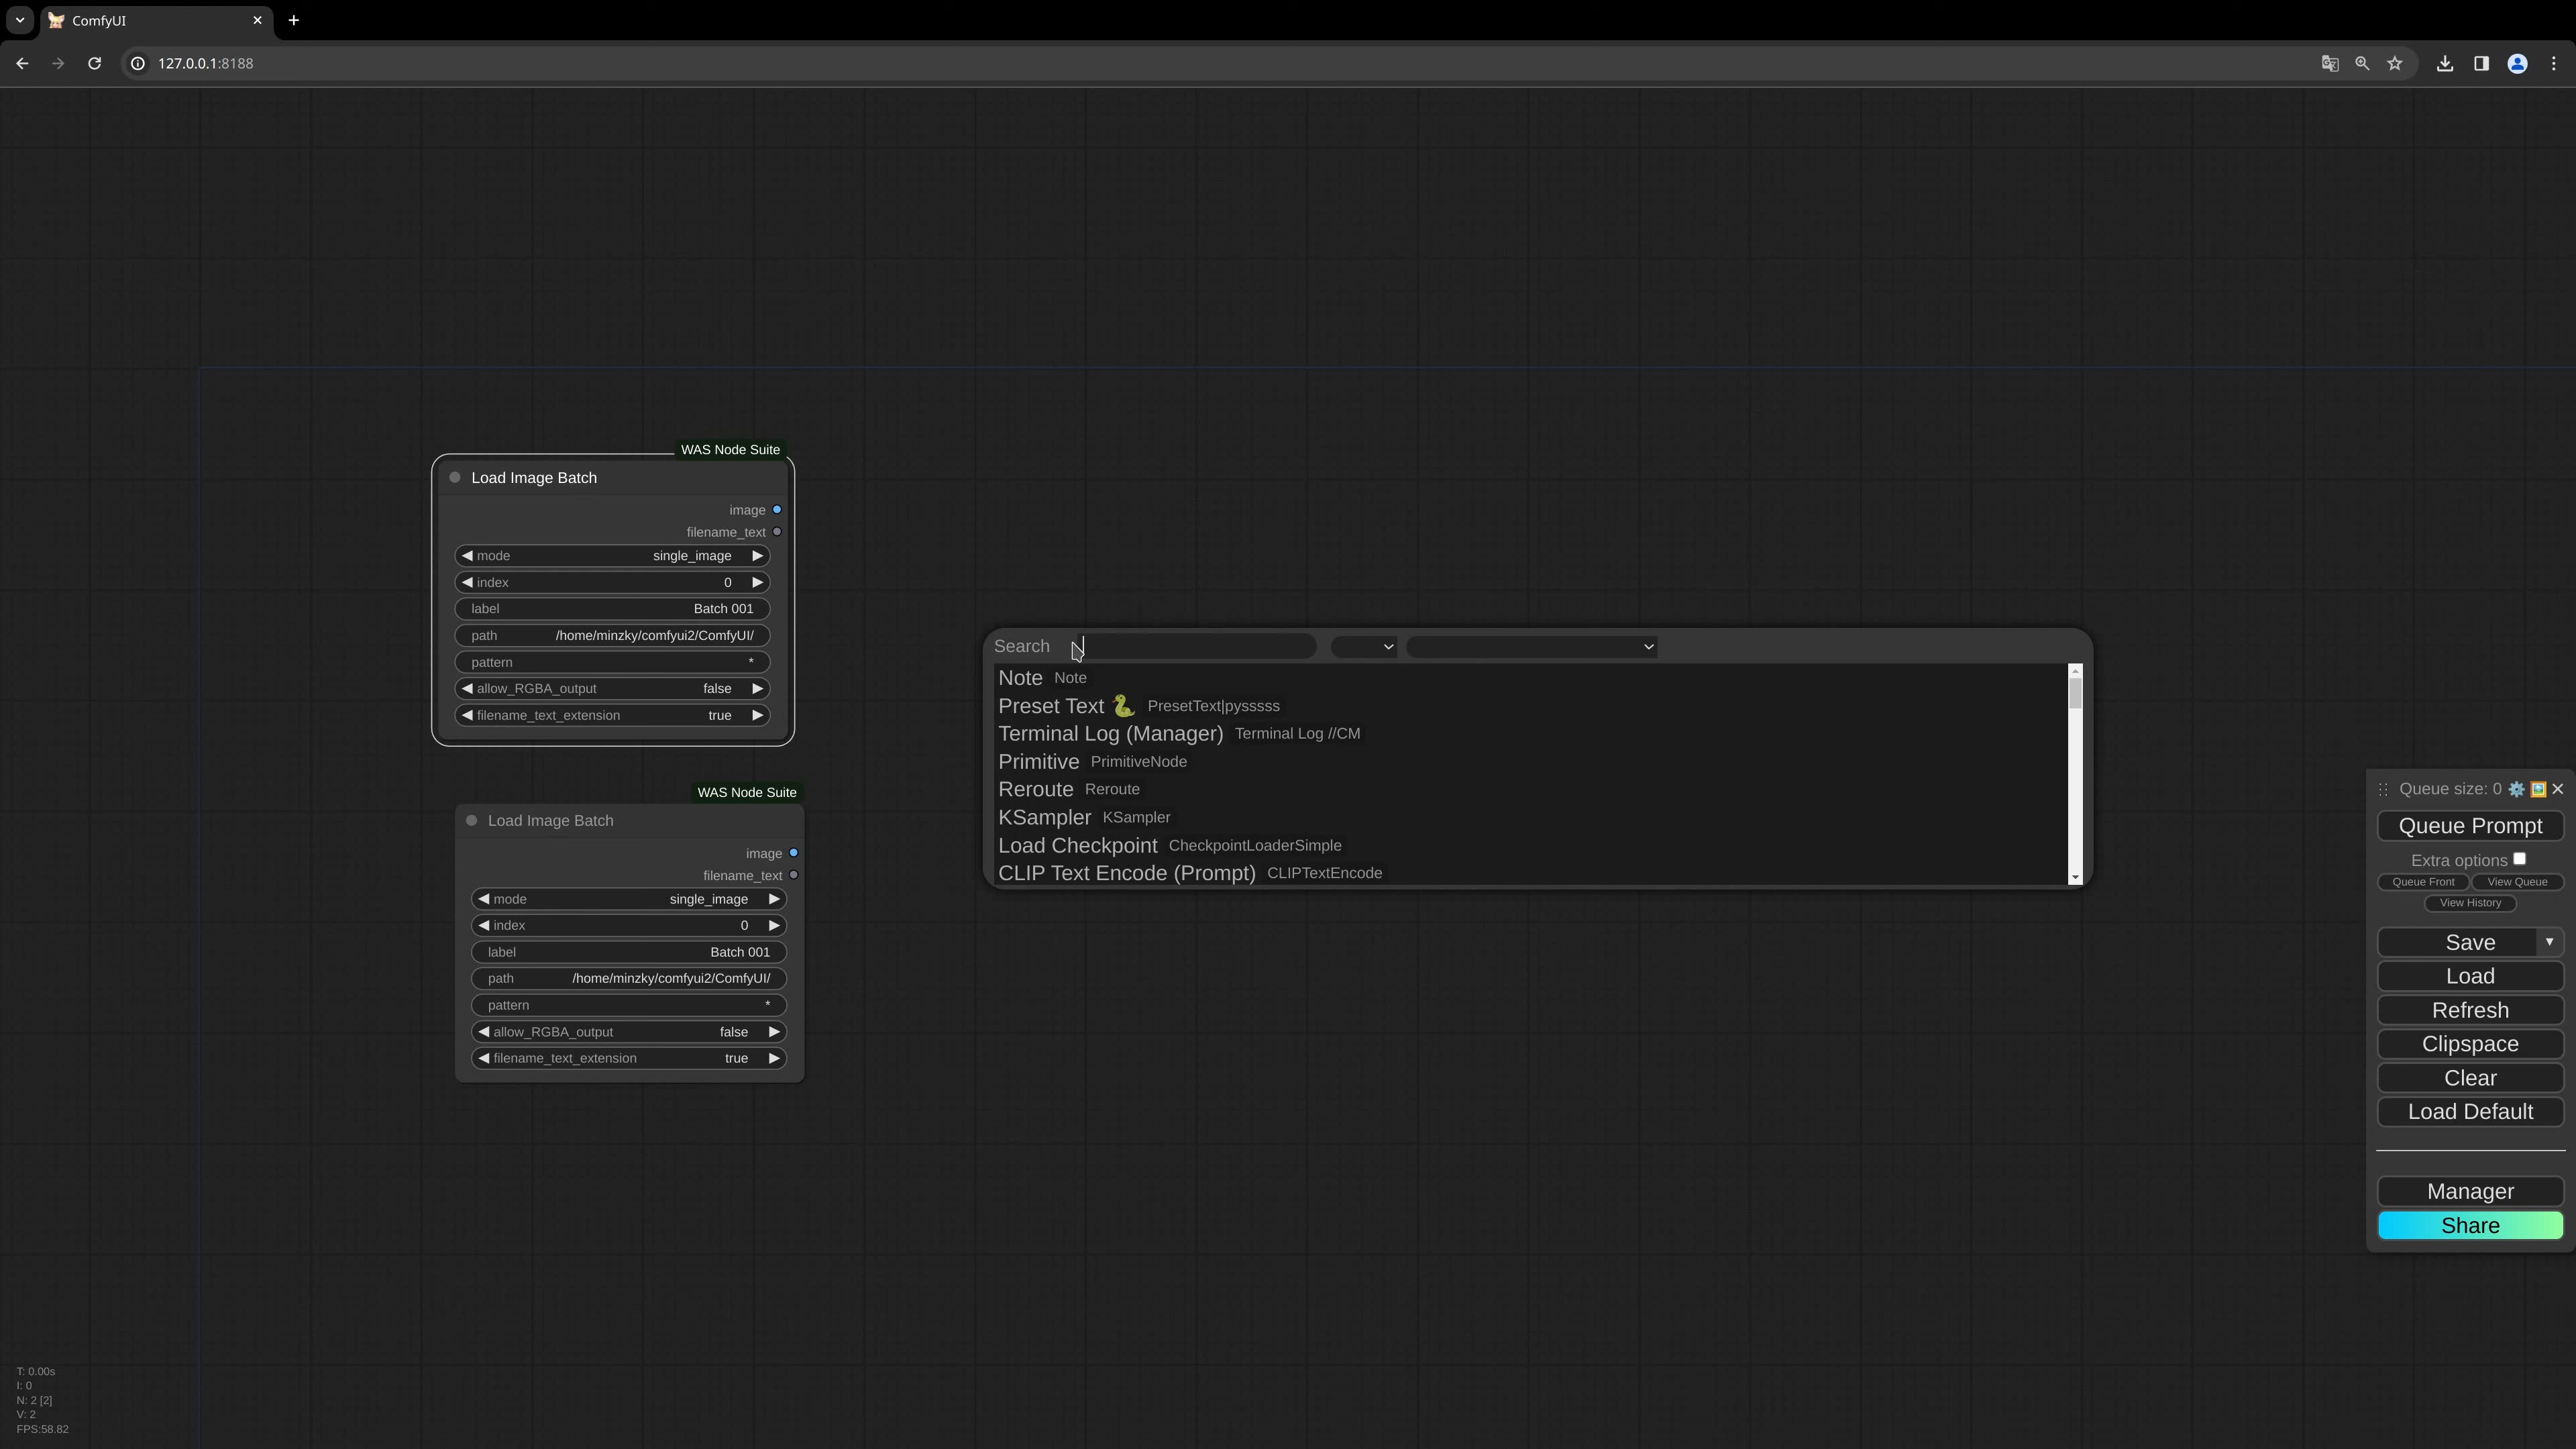 ComfyUI
127.0.0.1:8188
WAS Node Suite
Load Image Batch
image
filename_text
mode single_image
index 0
label Batch 001
path /home/minzky/comfyui2/ComfyUI/
pattern *
allow_RGBA_output false
filename_text_extension true
WAS Node Suite
Load Image Batch
image
filename_text
mode single_image
index 0
label Batch 001
path /home/minzky/comfyui2/ComfyUI/
pattern *
allow_RGBA_output false
filename_text_extension true
Search
Note Note
Preset Text 🐍 PresetText|pysssss
Terminal Log (Manager) Terminal Log //CM
Primitive PrimitiveNode
Reroute Reroute
KSampler KSampler
Load Checkpoint CheckpointLoaderSimple
CLIP Text Encode (Prompt) CLIPTextEncode
Queue size: 0
Queue Prompt
Extra options
Queue Front View Queue
View History
Save
Load
Refresh
Clipspace
Clear
Load Default
Manager
Share
T: 0.00s
I: 0
N: 2 [2]
V: 2
FPS:58.82